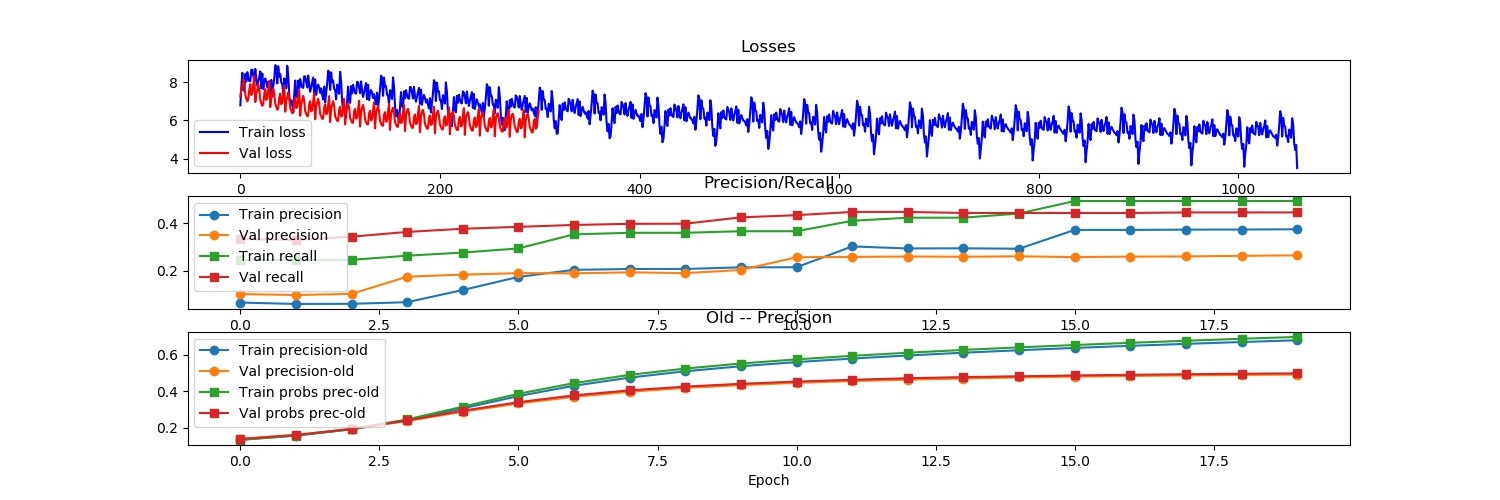 Losses
8
6
4
Train loss
Val loss
0 200 400 600 800 1000
Precision/Recall
0.4
0.2
Train precision
Val precision
Train recall
Val recall
0.0 2.5 5.0 7.5 10.0 12.5 15.0 17.5
Old -- Precision
0.6
0.4
0.2
Train precision-old
Val precision-old
Train probs prec-old
Val probs prec-old
0.0 2.5 5.0 7.5 10.0 12.5 15.0 17.5
Epoch